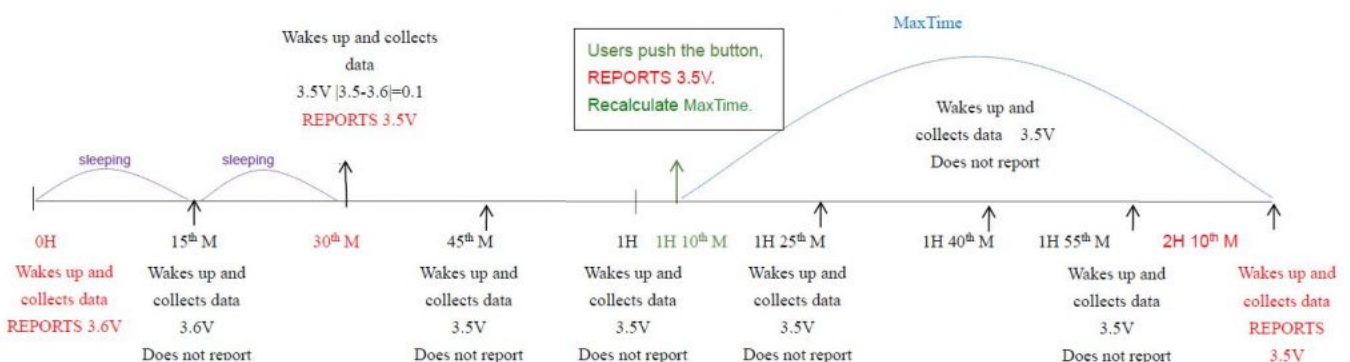 MaxTime
Wakes up and collects
data
3.5V |3.5-3.6|=0.1
REPORTS 3.5V
Users push the button,
REPORTS 3.5V.
Recalculate MaxTime.
Wakes up and
collects data 3.5V
Does not report
sleeping
sleeping
0H
15th M
30th M
45th M
1H
1H 10th M
1H 25th M
1H 40th M
1H 55th M
2H 10th M
Wakes up and
collects data
REPORTS 3.6V
Wakes up and
collects data
3.6V
Does not report
Wakes up and
collects data
3.5V
Does not report
Wakes up and
collects data
3.5V
Does not report
Wakes up and
collects data
3.5V
Does not report
Wakes up and
collects data
3.5V
Does not report
Wakes up and
collects data
REPORTS
3.5V